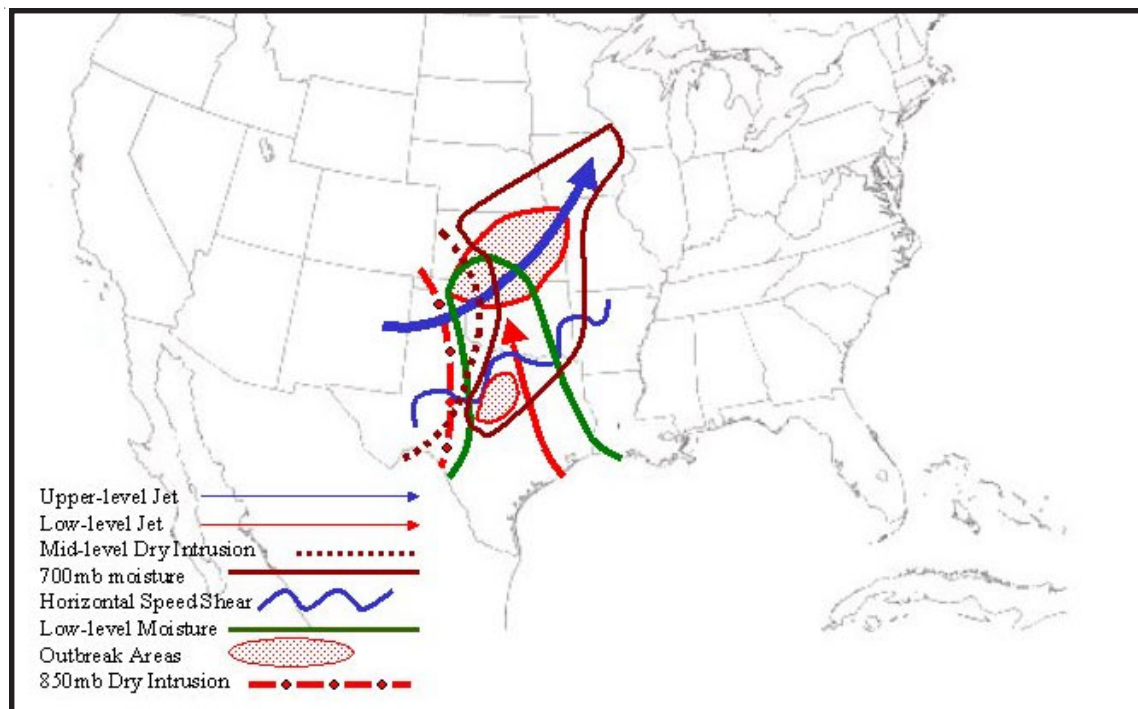 Upper-level Jet
Low-level Jet
Mid-level Dry Intrusion
700mb moisture
Horizontal Speed Shear
Low-level Moisture
Outbreak Areas
850mb Dry Intrusion